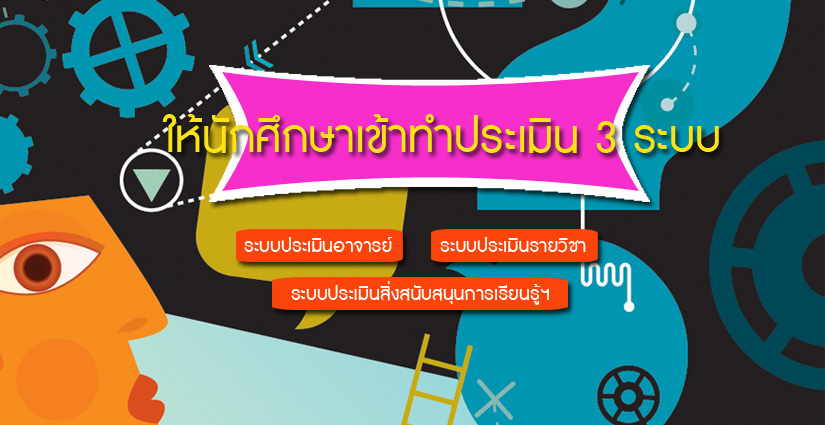 ให้นักศึกษาเข้าทำประเมิน 3 ระบบ
ระบบประเมินอาจารย์ ระบบประเมินรายวิชา
ระบบประเมินสิ่งสนับสนุนการเรียนรู้ฯ